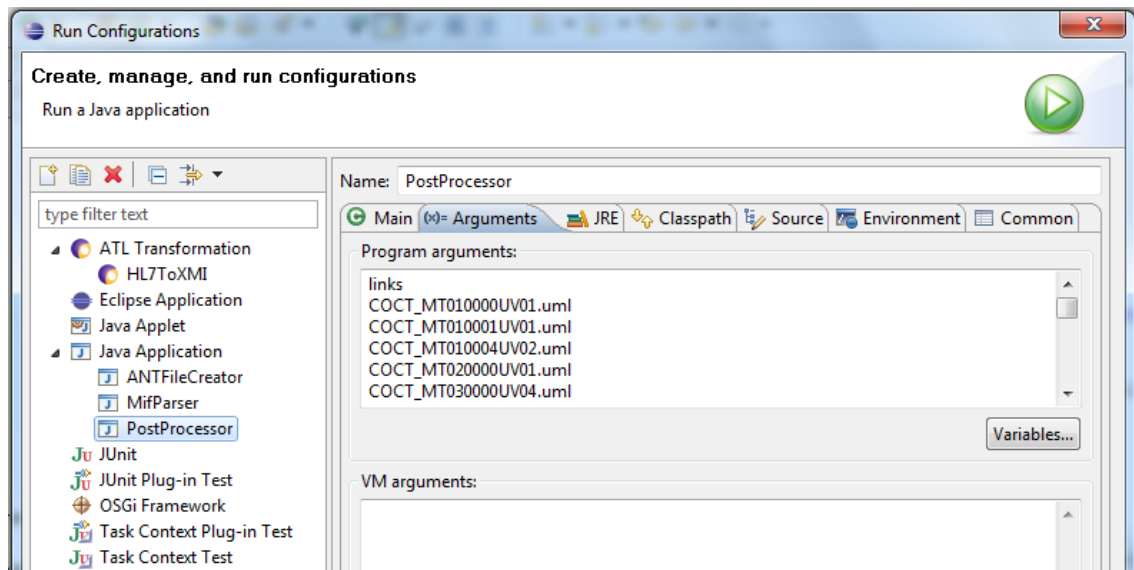 Run Configurations
Create, manage, and run configurations
Run a Java application
type filter text
ATL Transformation
HL7ToXMI
Eclipse Application
Java Applet
Java Application
ANTFileCreator
MifParser
PostProcessor
JUnit
JUnit Plug-in Test
OSGi Framework
Task Context Plug-in Test
Task Context Test
Name: PostProcessor
Main (x)= Arguments JRE Classpath Source Environment Common
Program arguments:
links
COCT_MT010000UV01.uml
COCT_MT010001UV01.uml
COCT_MT010004UV02.uml
COCT_MT020000UV01.uml
COCT_MT030000UV04.uml
Variables...
VM arguments: